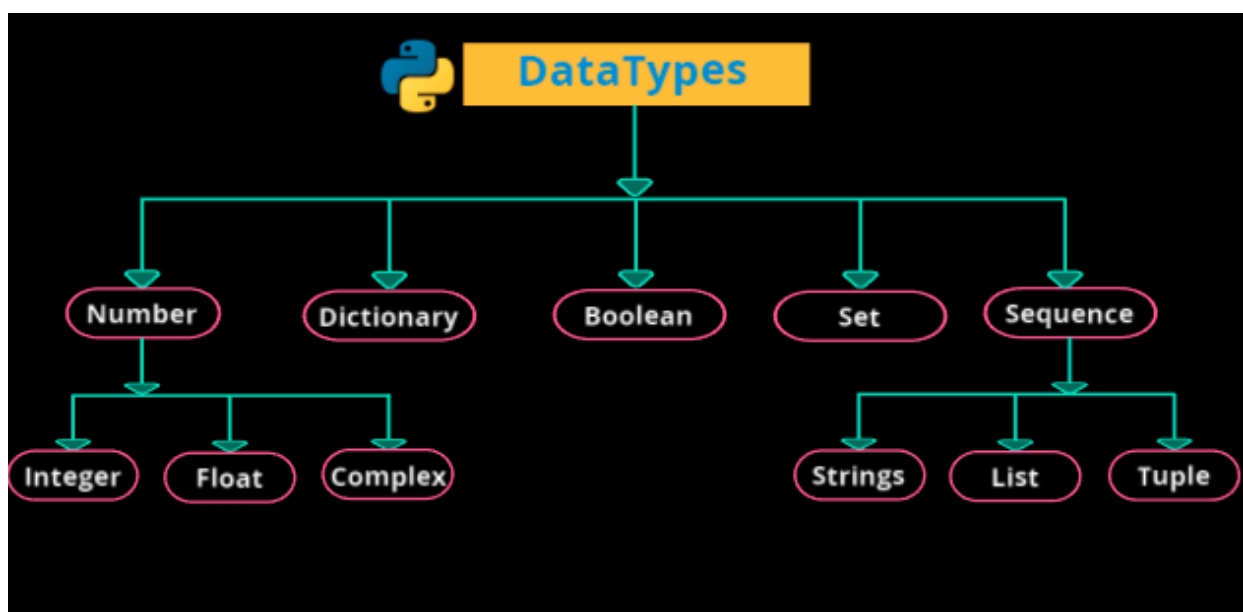 DataTypes
Number
Dictionary
Boolean
Set
Sequence
Integer
Float
Complex
Strings
List
Tuple